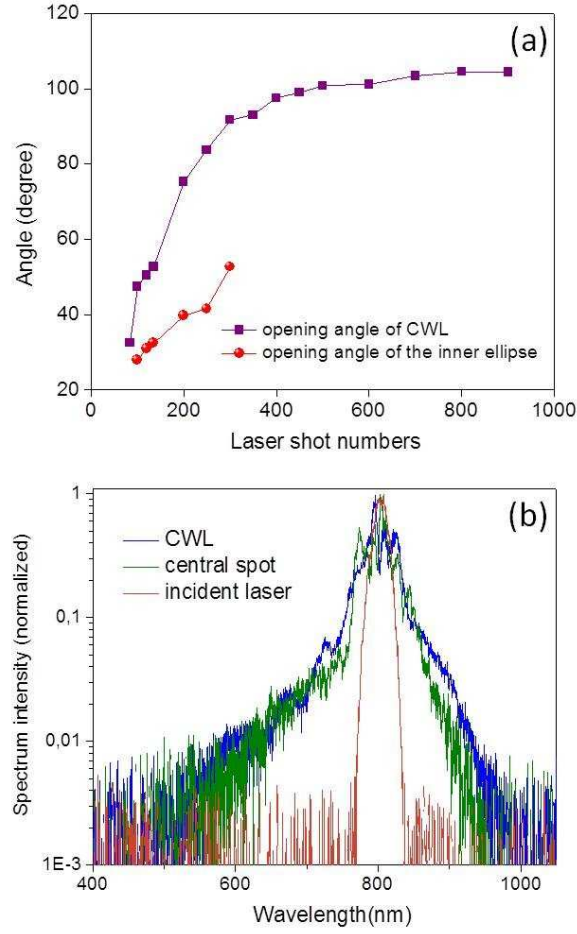 120
(a)
100
80
60
40
20
Angle (degree)
opening angle of CWL
opening angle of the inner ellipse
0 200 400 600 800 1000
Laser shot numbers
1
(b)
CWL
central spot
incident laser
0,1
0,01
1E-3
Spectrum intensity (normalized)
400 600 800 1000
Wavelength(nm)